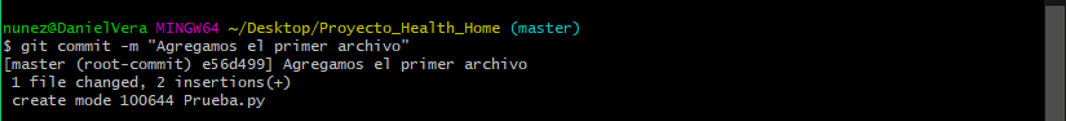 nunez@DanielVera MINGW64 ~/Desktop/Proyecto_Health_Home (master)
$ git commit -m "Agregamos el primer archivo"
[master (root-commit) e56d499] Agregamos el primer archivo
 1 file changed, 2 insertions(+)
 create mode 100644 Prueba.py